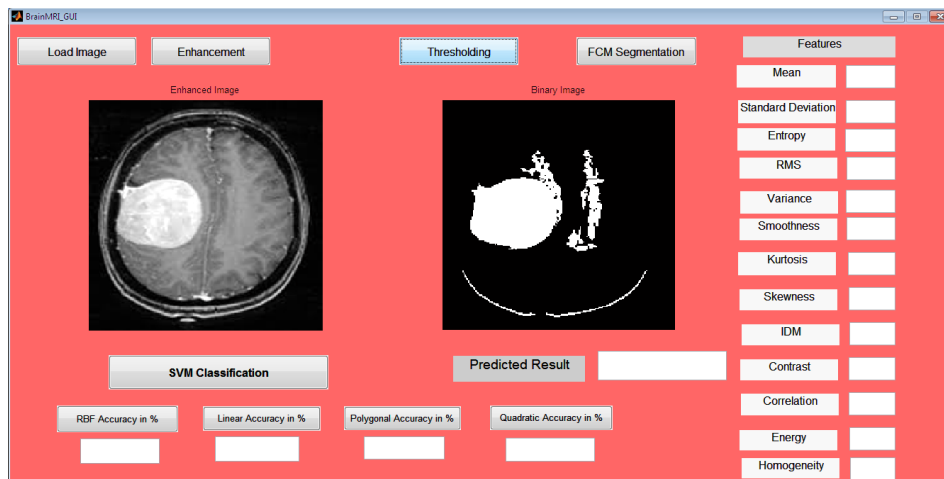 BrainMRI_GUI
Load Image
Enhancement
Thresholding
FCM Segmentation
Features
Enhanced Image
Binary Image
Mean
Standard Deviation
Entropy
RMS
Variance
Smoothness
Kurtosis
Skewness
IDM
Contrast
Correlation
Energy
Homogeneity
SVM Classification
Predicted Result
RBF Accuracy in %
Linear Accuracy in %
Polygonal Accuracy in %
Quadratic Accuracy in %